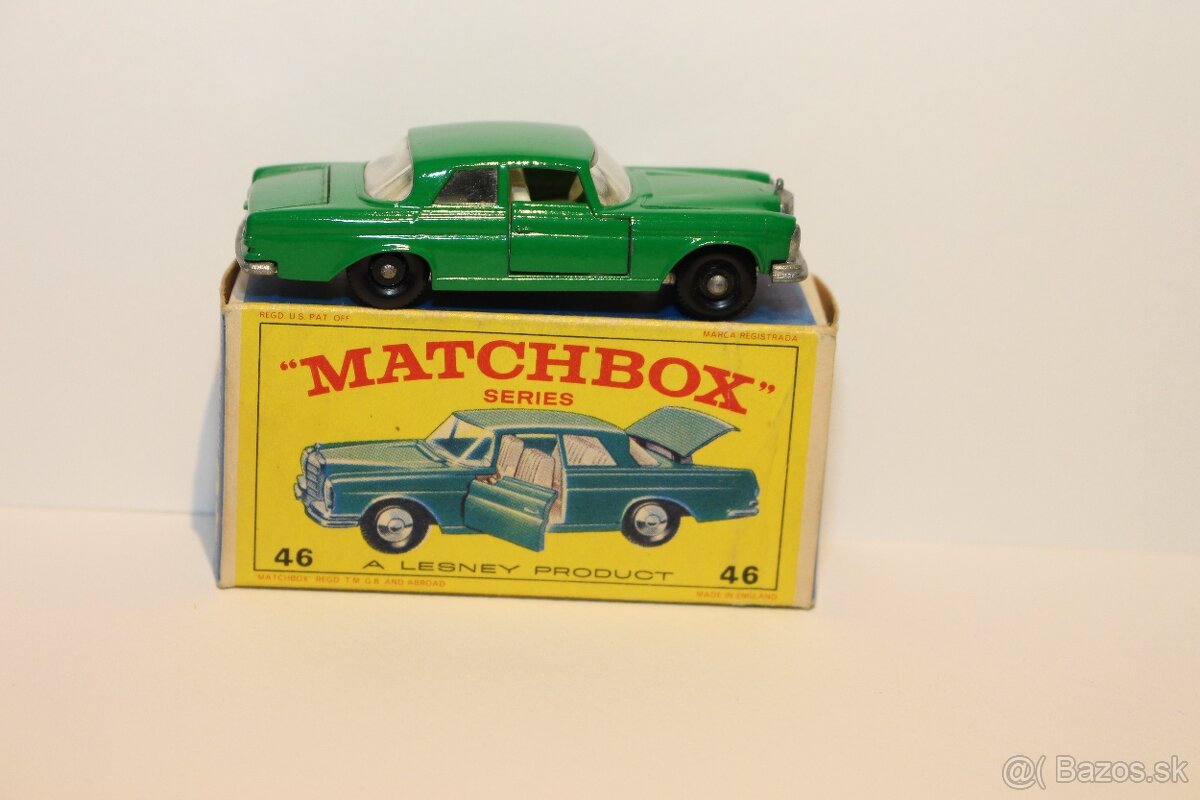 REGD. U.S. PAT. OFF.
MARCA REGISTRADA
"MATCHBOX"
SERIES
46
A LESNEY PRODUCT
46
MATCHBOX REGD. T.M. G.B. AND ABROAD
MADE IN ENGLAND
@( Bazos.sk